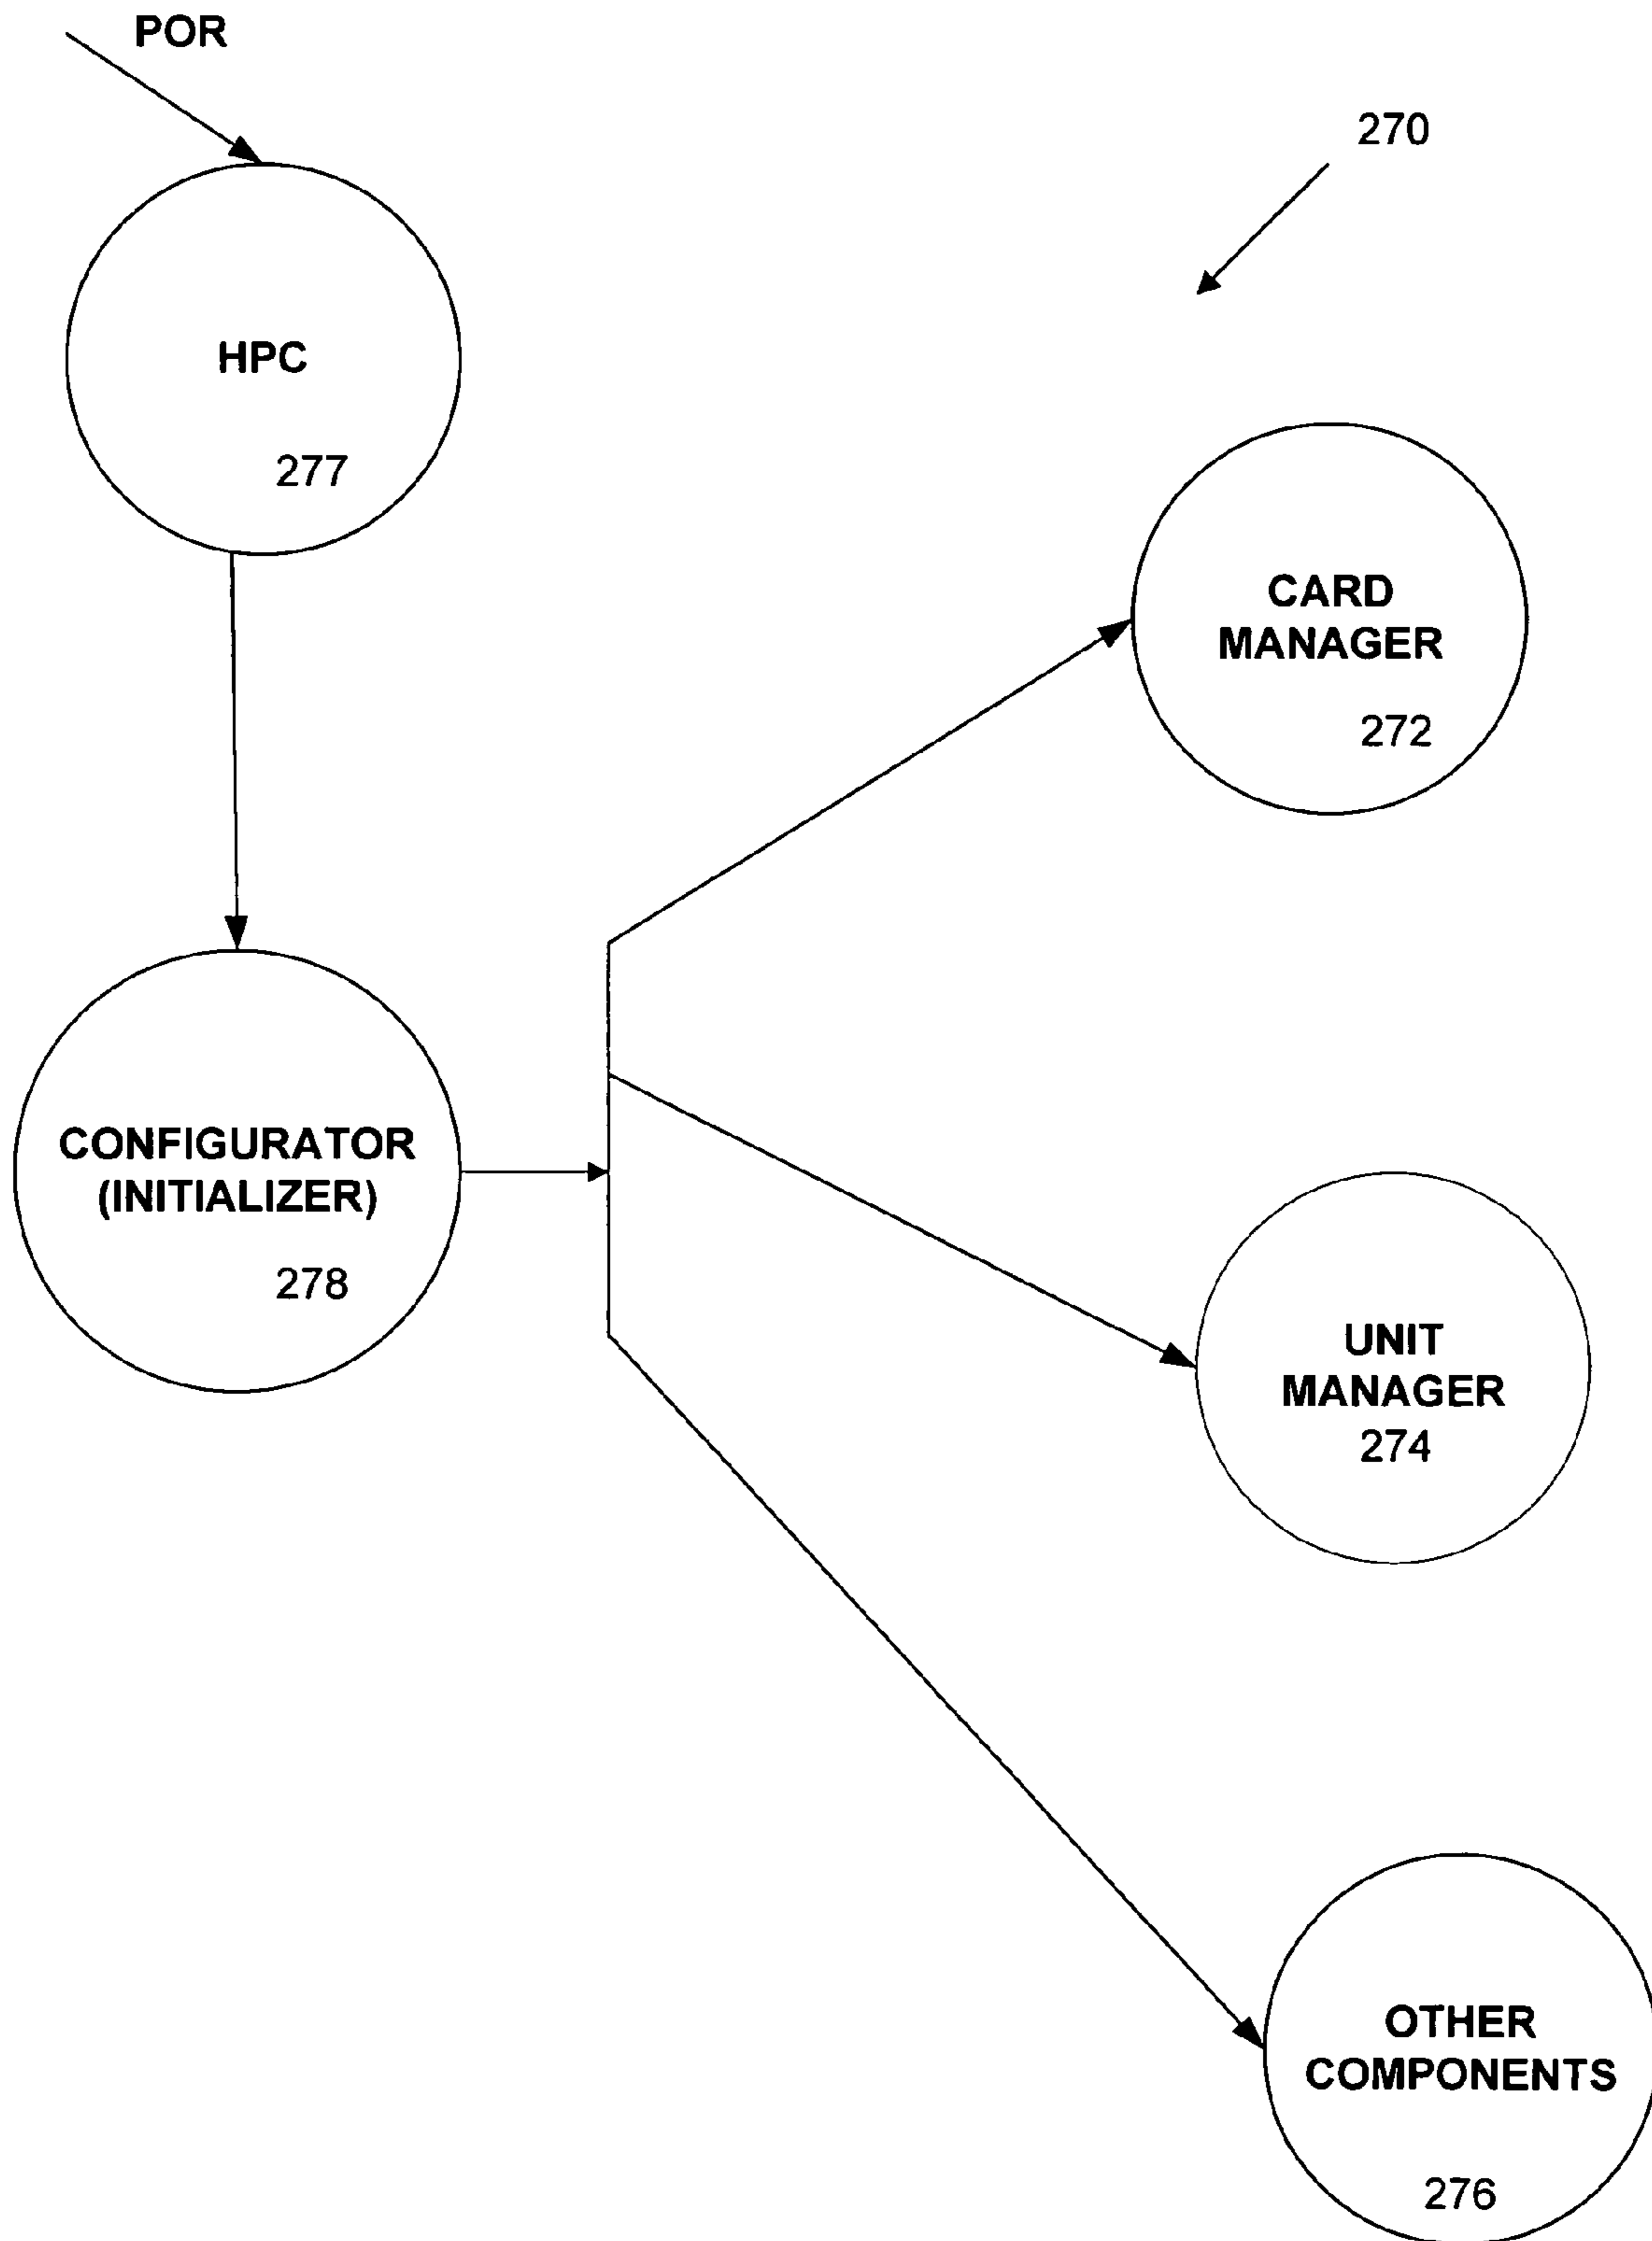 POR
270
HPC
277
CARD
MANAGER
272
CONFIGURATOR
(INITIALIZER)
278
UNIT
MANAGER
274
OTHER
COMPONENTS
276